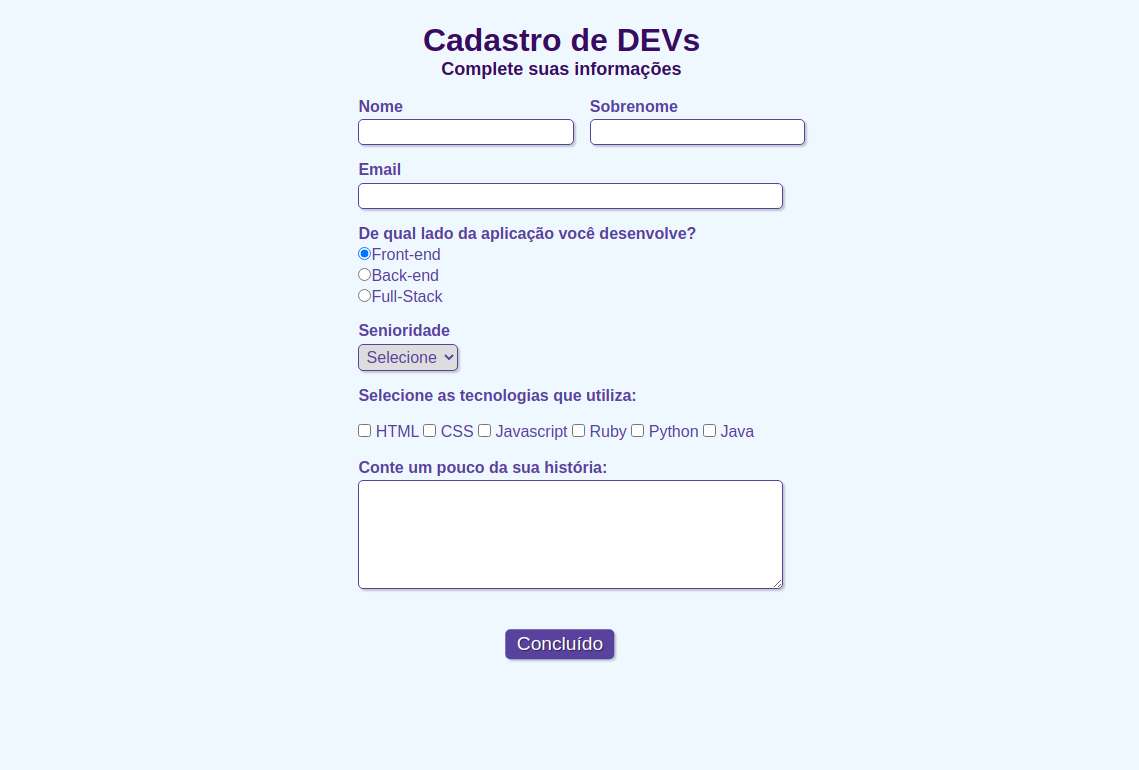 Cadastro de DEVs
Complete suas informações
Nome Sobrenome
Email
De qual lado da aplicação você desenvolve?
Front-end
Back-end
Full-Stack
Senioridade
Selecione
Selecione as tecnologias que utiliza:
HTML CSS Javascript Ruby Python Java
Conte um pouco da sua história:
Concluído